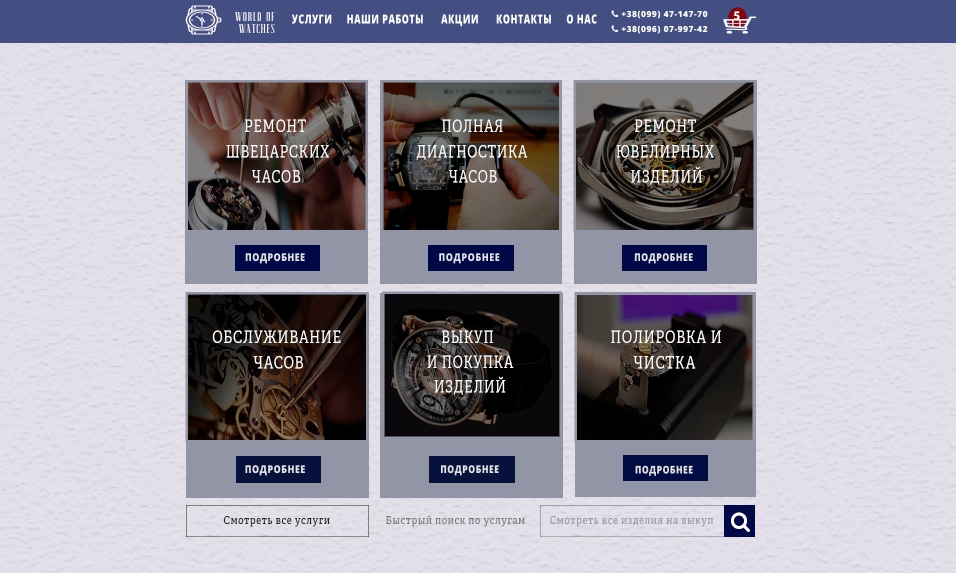 WORLD OF
WATCHES
УСЛУГИ НАШИ РАБОТЫ АКЦИИ КОНТАКТЫ О НАС
+38(099) 47-147-70
+38(096) 07-997-42
5
РЕМОНТ
ШВЕЦАРСКИХ
ЧАСОВ
ПОДРОБНЕЕ
ПОЛНАЯ
ДИАГНОСТИКА
ЧАСОВ
ПОДРОБНЕЕ
РЕМОНТ
ЮВЕЛИРНЫХ
ИЗДЕЛИЙ
ПОДРОБНЕЕ
ОБСЛУЖИВАНИЕ
ЧАСОВ
ПОДРОБНЕЕ
ВЫКУП
И ПОКУПКА
ИЗДЕЛИЙ
ПОДРОБНЕЕ
ПОЛИРОВКА И
ЧИСТКА
ПОДРОБНЕЕ
Смотреть все услуги
Быстрый поиск по услугам
Смотреть все изделия на выкуп